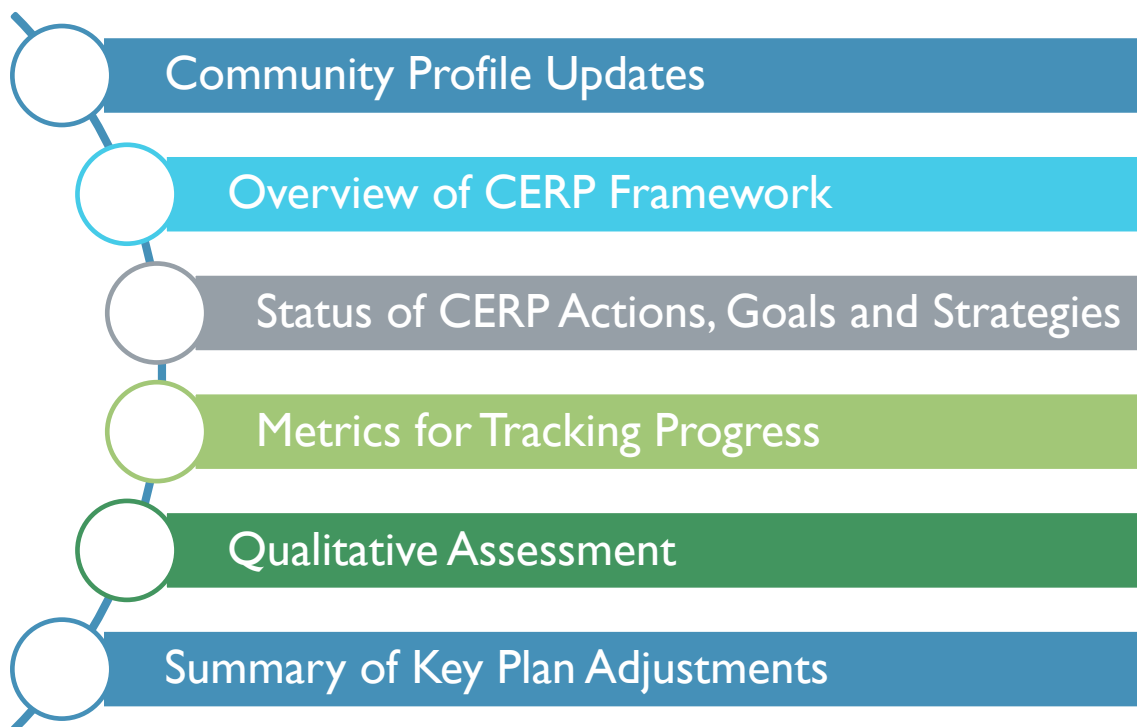 Community Profile Updates
Overview of CERP Framework
Status of CERP Actions, Goals and Strategies
Metrics for Tracking Progress
Qualitative Assessment
Summary of Key Plan Adjustments